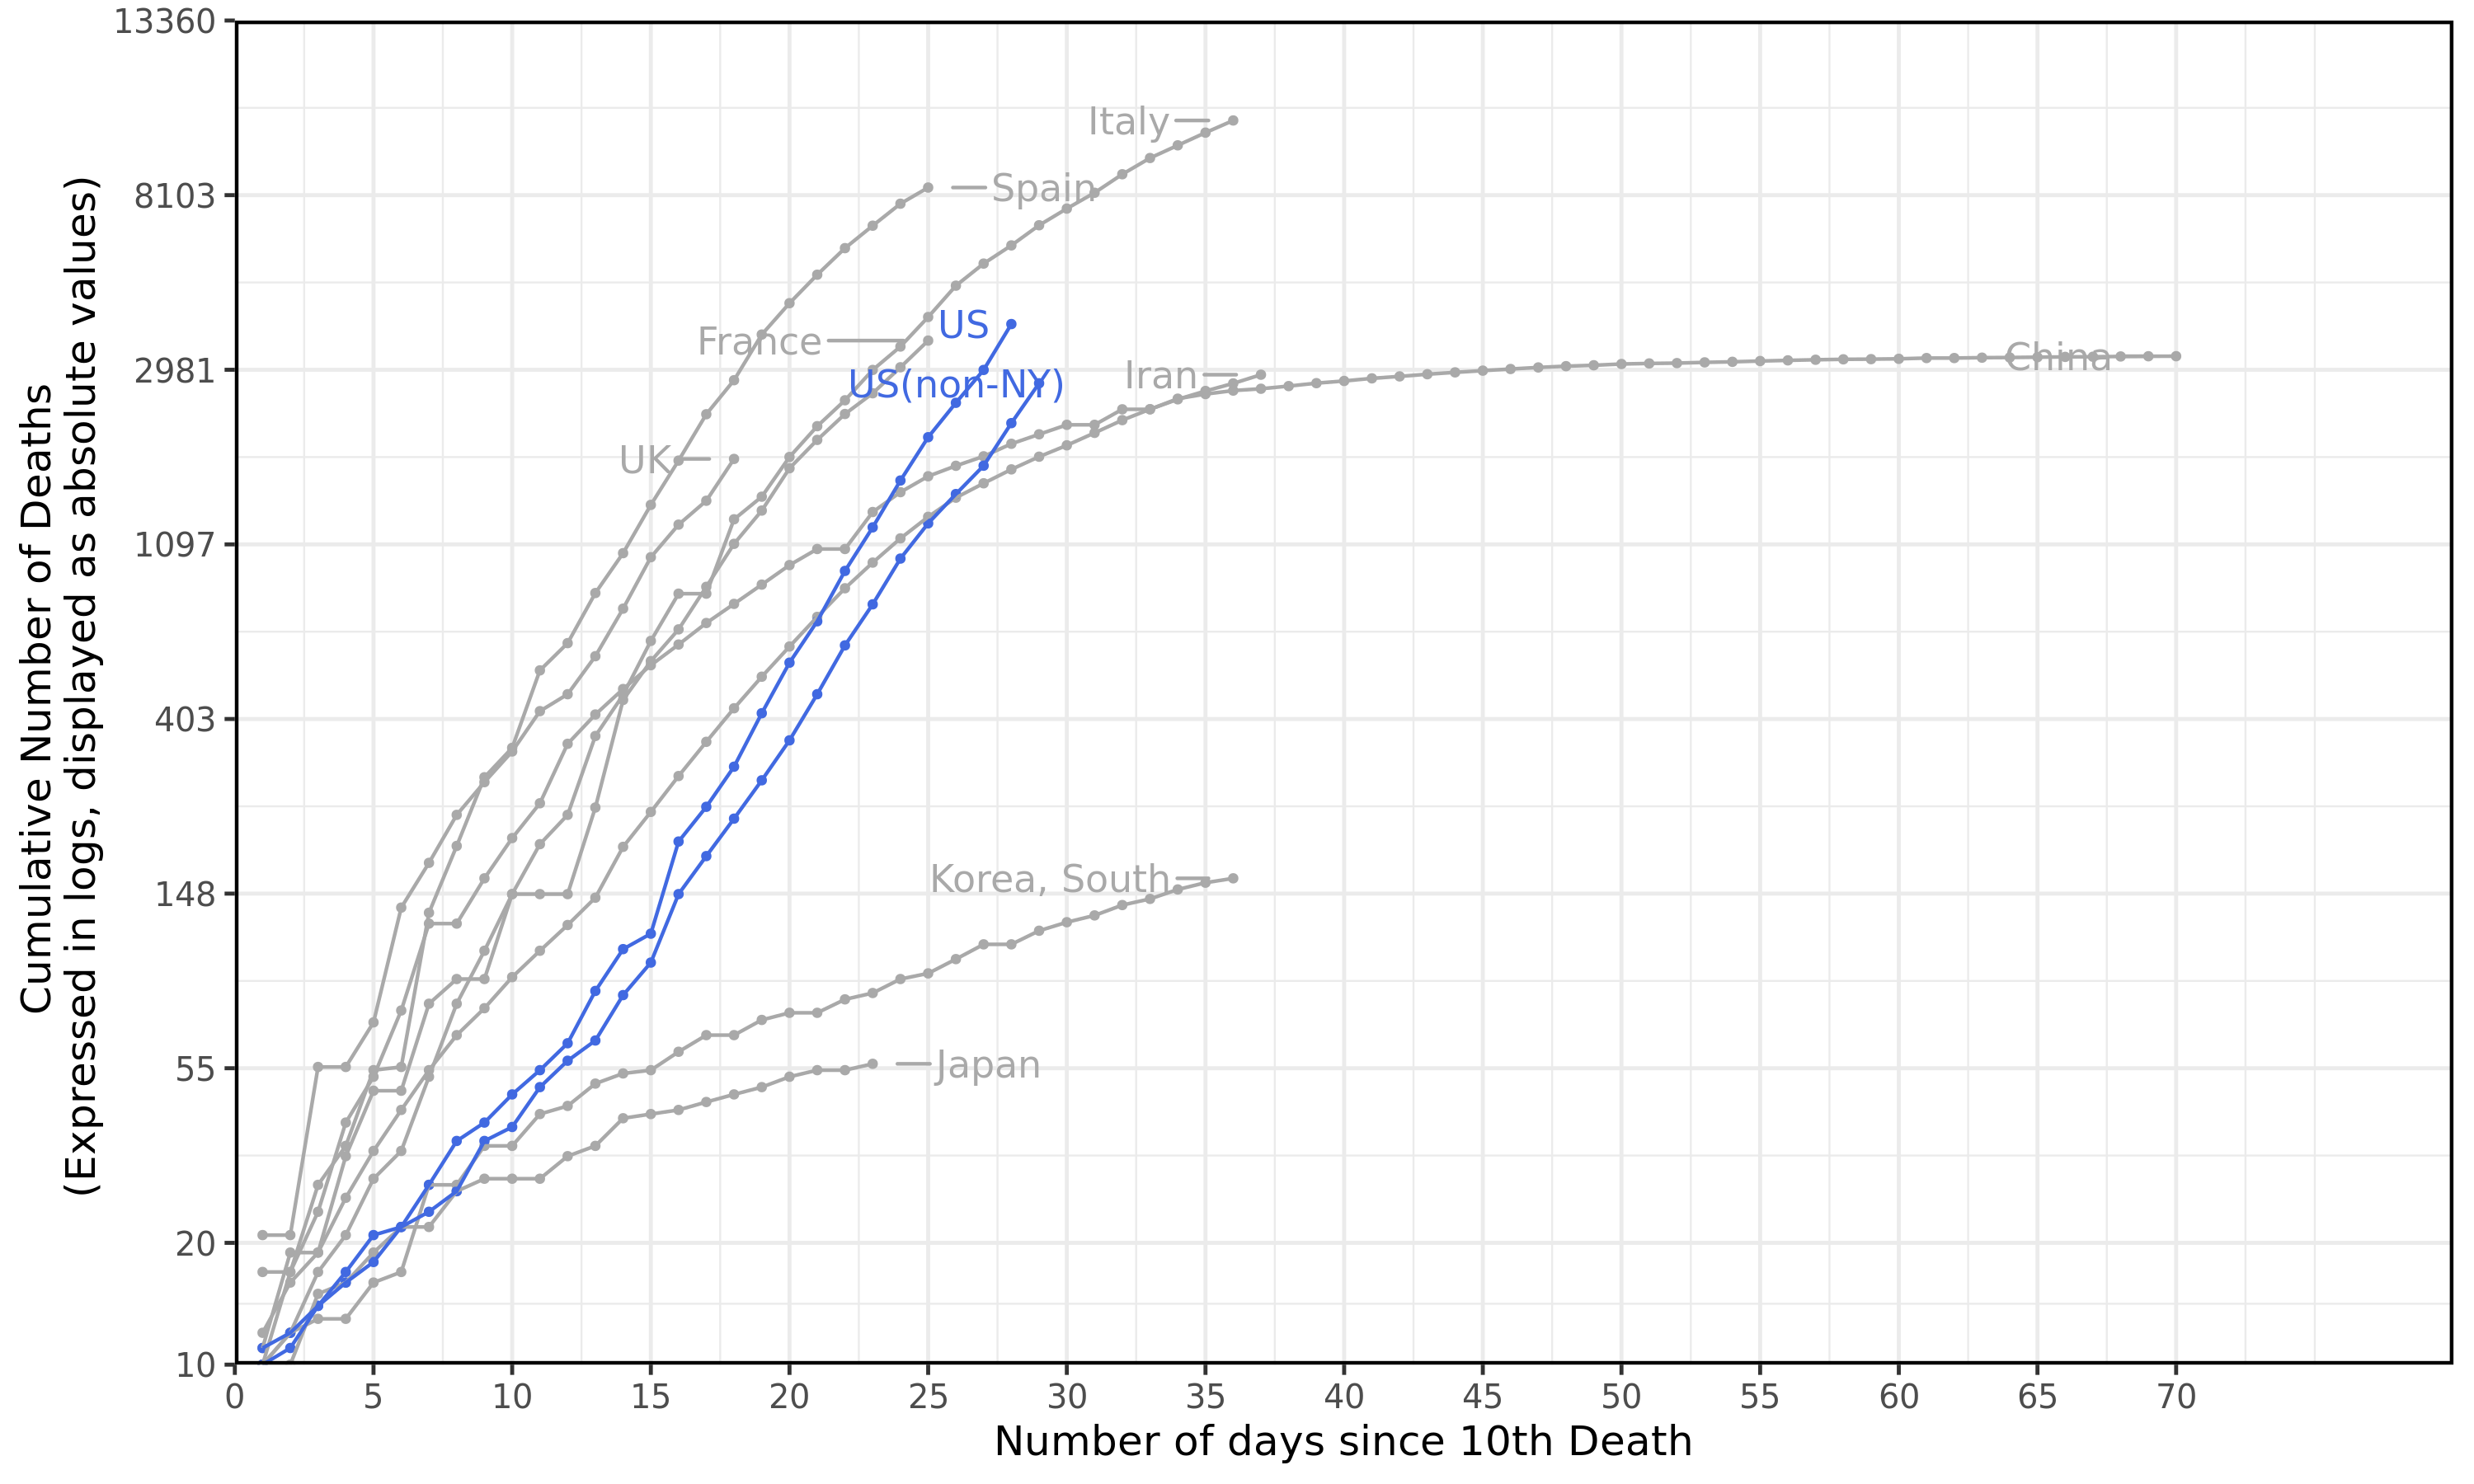 Cumulative Number of Deaths
(Expressed in logs, displayed as absolute values)
13360
8103
2981
1097
403
148
55
20
10
Italy
Spain
US
France
US(non-NY)
Iran
China
UK
Korea, South
Japan
0 5 10 15 20 25 30 35 40 45 50 55 60 65 70
Number of days since 10th Death